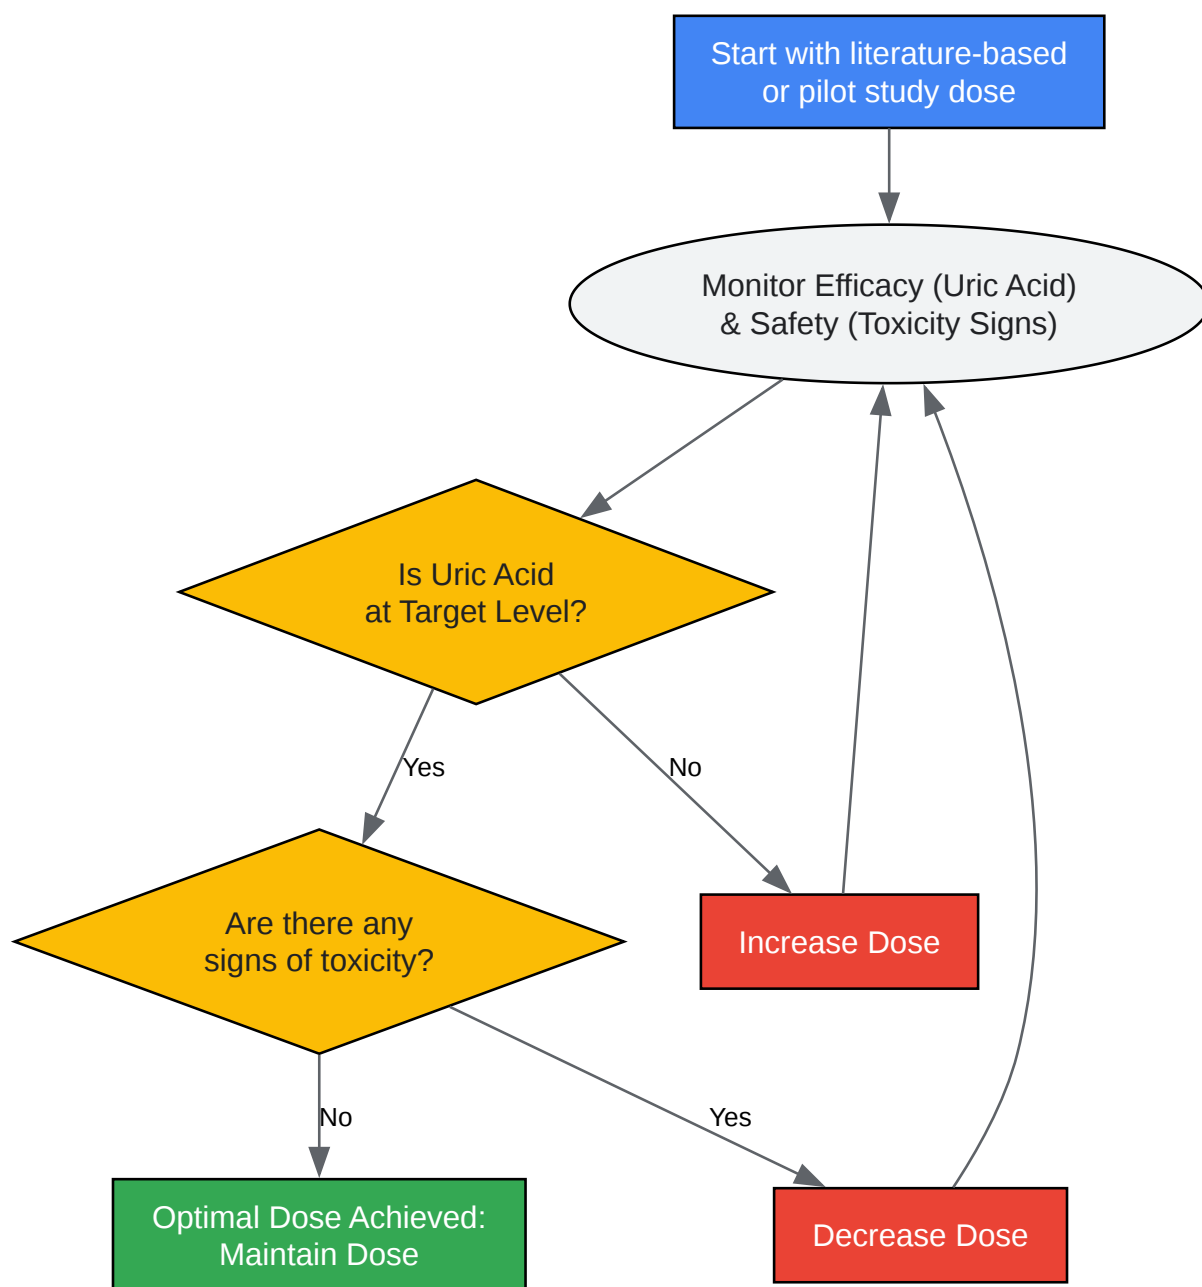 Start with literature-based
or pilot study dose
Monitor Efficacy (Uric Acid)
& Safety (Toxicity Signs)
Is Uric Acid
at Target Level?
Yes
No
Are there any
signs of toxicity?
Increase Dose
No
Yes
Optimal Dose Achieved:
Maintain Dose
Decrease Dose